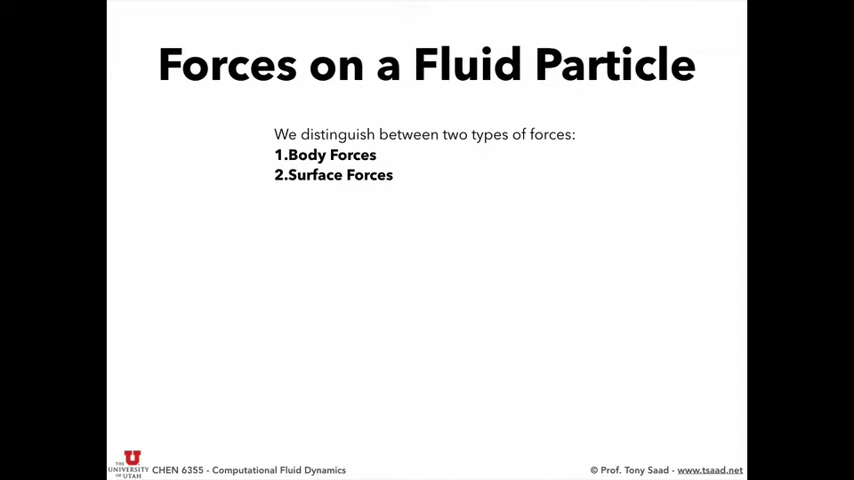 Forces on a Fluid Particle
We distinguish between two types of forces:
1.Body Forces
2.Surface Forces
THE
UNIVERSITY
OF UTAH
CHEN 6355 - Computational Fluid Dynamics
© Prof. Tony Saad - www.tsaad.net